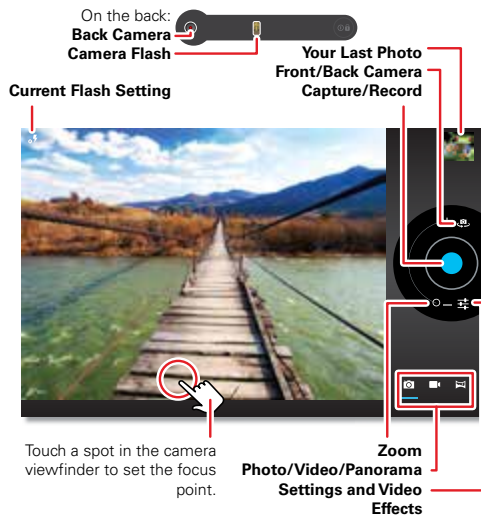 On the back:
Back Camera
Camera Flash
Your Last Photo
Front/Back Camera
Capture/Record
Current Flash Setting
Touch a spot in the camera
viewfinder to set the focus
point.
Zoom
Photo/Video/Panorama
Settings and Video
Effects